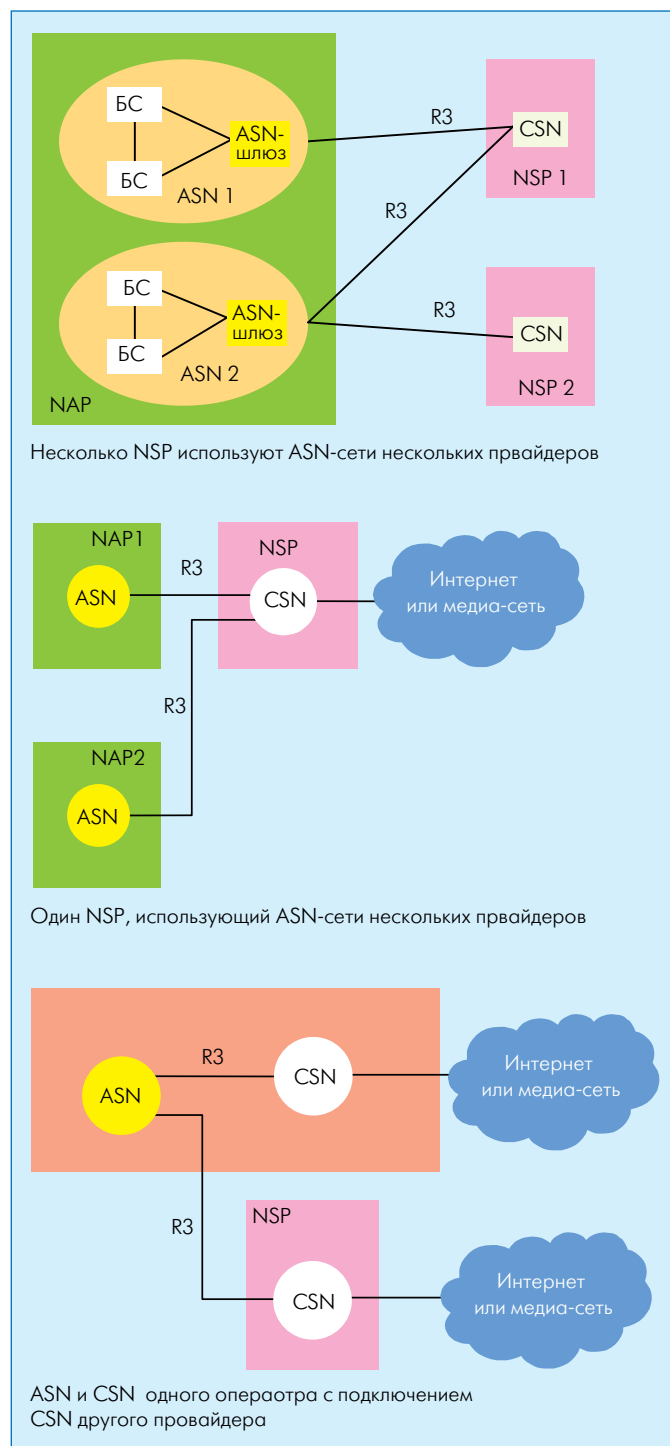 БС
БС
ASN-
шлюз
ASN 1
R3
CSN
NSP 1
R3
БС
БС
ASN-
шлюз
ASN 2
NAP
R3
CSN
NSP 2
Несколько NSP используют ASN-сети нескольких првайдеров
NAP1
ASN
R3
NSP
CSN
Интернет
или медиа-сеть
R3
NAP2
ASN
Один NSP, использующий ASN-сети нескольких првайдеров
ASN
R3
CSN
Интернет
или медиа-сеть
R3
NSP
CSN
Интернет
или медиа-сеть
ASN и CSN одного операотра с подключением
CSN другого провайдера